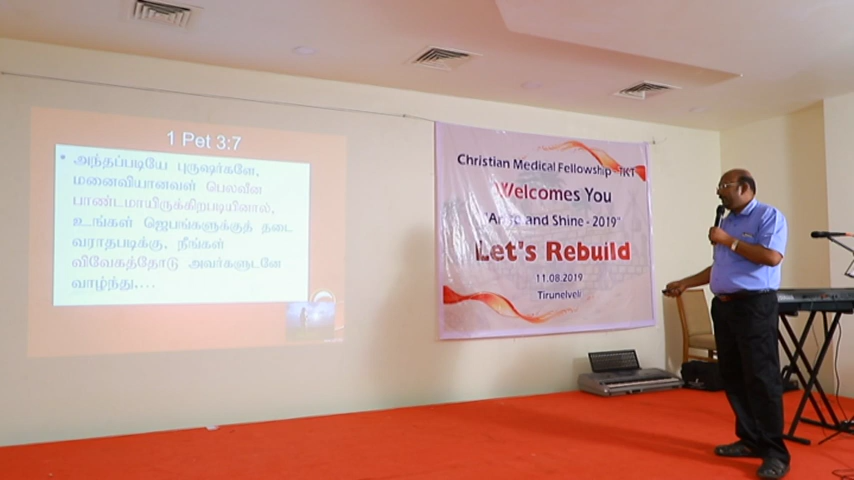 1 Pet 3:7
• அந்தப்படியே புருஷர்களே,
மனைவியானவள் பெலவீன
பாண்டமாயிருக்கிறபடியினால்,
உங்கள் ஜெபங்களுக்குத் தடை
வராதபடிக்கு, நீங்கள்
விவேகத்தோடு அவர்களுடனே
வாழ்ந்து,...
Christian Medical Fellowship -TKT
Welcomes You
"Arise and Shine - 2019"
Let's Rebuild
11.08.2019
Tirunelveli